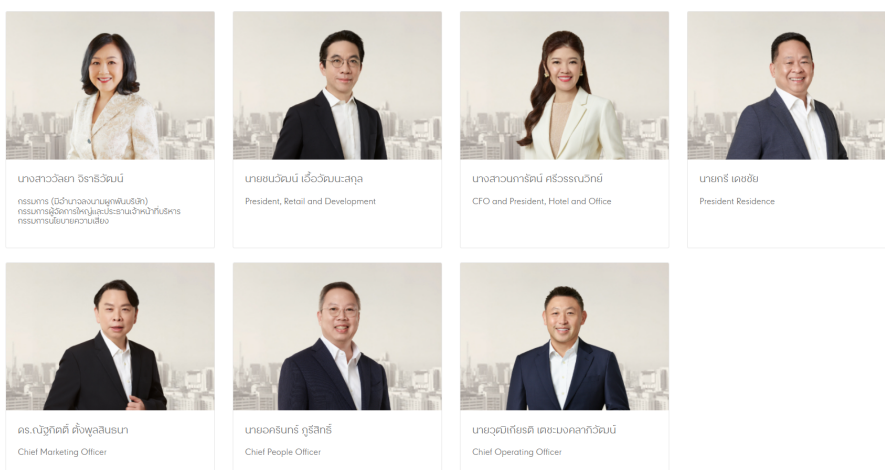 นางสาววัลยา จิราธิวัฒน์
กรรมการ (มีอำนาจลงนามผูกพันบริษัท)
กรรมการผู้จัดการใหญ่และประธานเจ้าหน้าที่บริหาร
กรรมการนโยบายความเสี่ยง
นายชนวัฒน์ เอื้อวัฒนะสกุล
President, Retail and Development
นางสาวนภารัตน์ ศรีวรรณวิทย์
CFO and President, Hotel and Office
นายกรี เดชชัย
President Residence
ดร.ณัฐกิตติ์ ตั้งพูลสินธนา
Chief Marketing Officer
นายอครินทร์ ภูรีสิทธิ์
Chief People Officer
นายวุฒิเกียรติ เตชะมงคลาภิวัฒน์
Chief Operating Officer